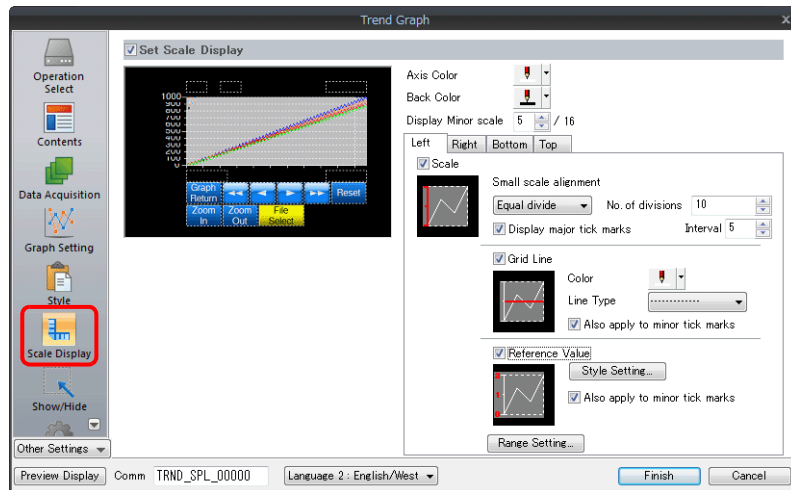 Trend Graph
x
Operation
Select
Contents
Data Acquisition
Graph Setting
Style
Scale Display
Show/Hide
Other Settings
Set Scale Display
1000
900
800
700
600
500
400
300
200
100
0
Graph
Return
◄◄
◄
►
►►
Reset
Zoom
In
Zoom
Out
File
Select
Axis Color
Back Color
Display Minor scale 5 / 16
Left Right Bottom Top
Scale
Small scale alignment
Equal divide No. of divisions 10
Display major tick marks Interval 5
Grid Line
Color
Line Type
Also apply to minor tick marks
Reference Value
Style Setting...
Also apply to minor tick marks
Range Setting...
Preview Display Comm TRND_SPL_00000 Language 2 : English/West Finish Cancel